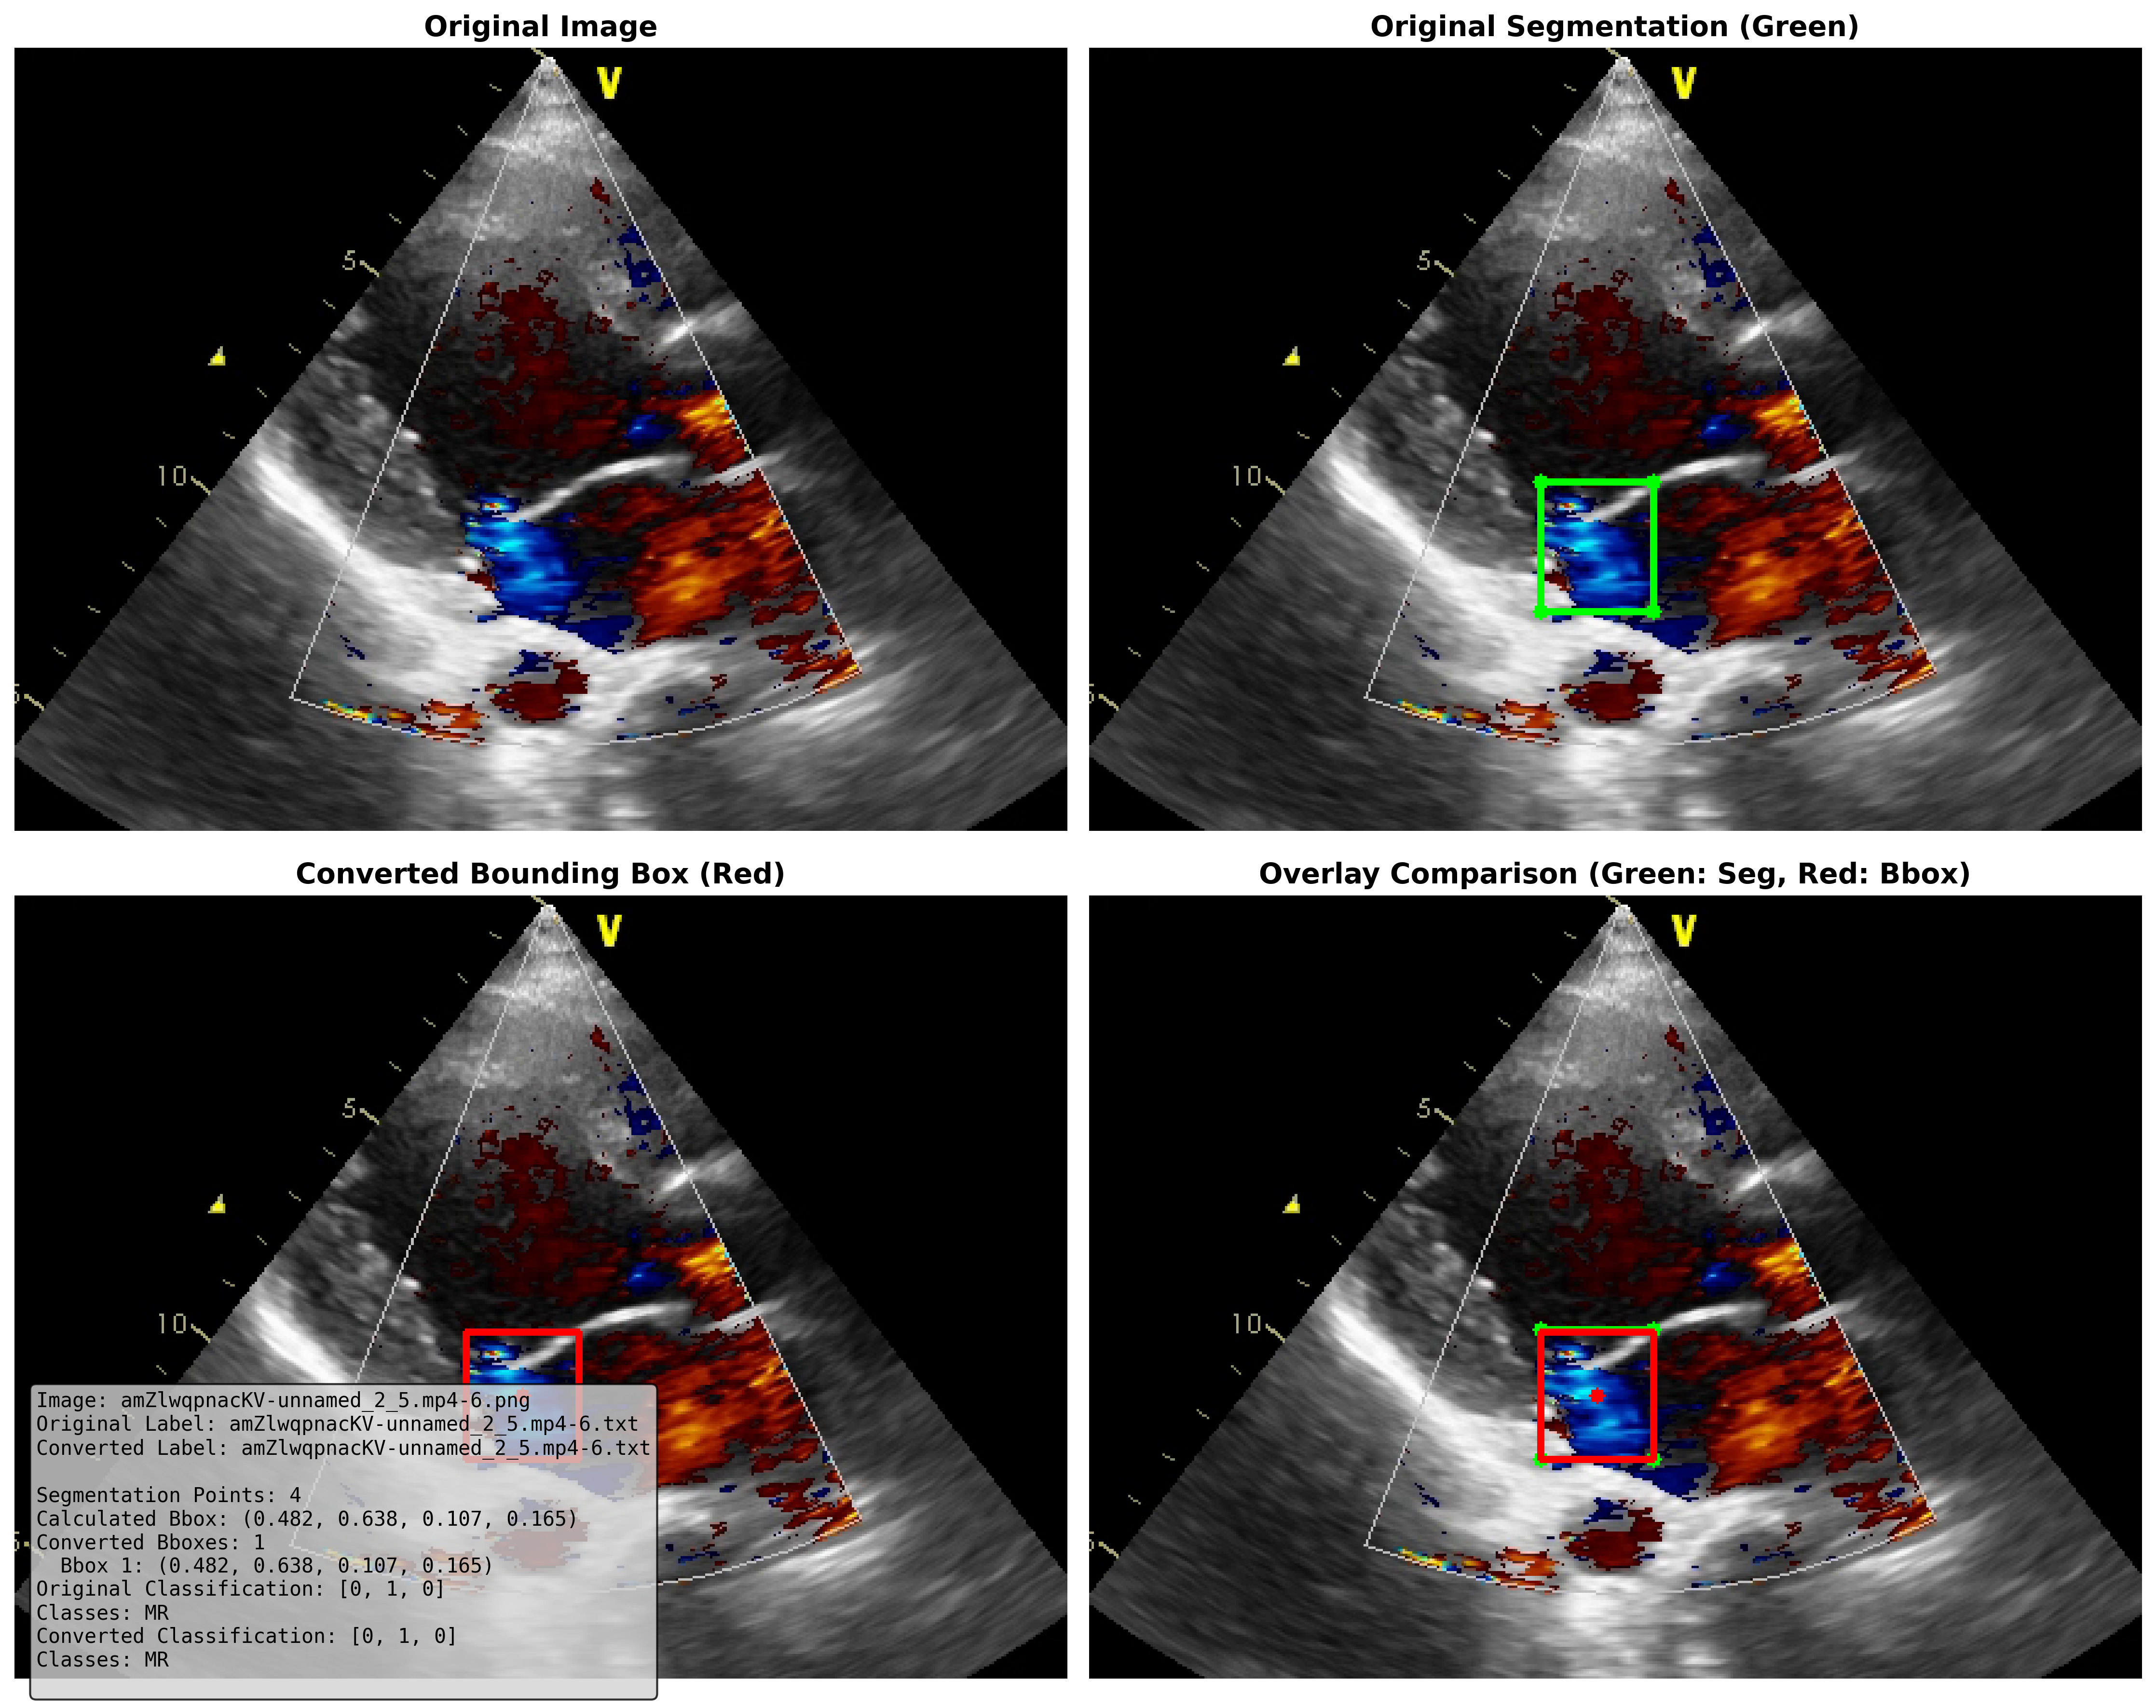 Original Image
Original Segmentation (Green)
V
V
5
5
10
10
Converted Bounding Box (Red)
Overlay Comparison (Green: Seg, Red: Bbox)
V
V
5
5
10
10
Image: amZlwqpnacKV-unnamed_2_5.mp4-6.png
Original Label: amZlwqpnacKV-unnamed_2_5.mp4-6.txt
Converted Label: amZlwqpnacKV-unnamed_2_5.mp4-6.txt
Segmentation Points: 4
Calculated Bbox: (0.482, 0.638, 0.107, 0.165)
Converted Bboxes: 1
Bbox 1: (0.482, 0.638, 0.107, 0.165)
Original Classification: [0, 1, 0]
Classes: MR
Converted Classification: [0, 1, 0]
Classes: MR